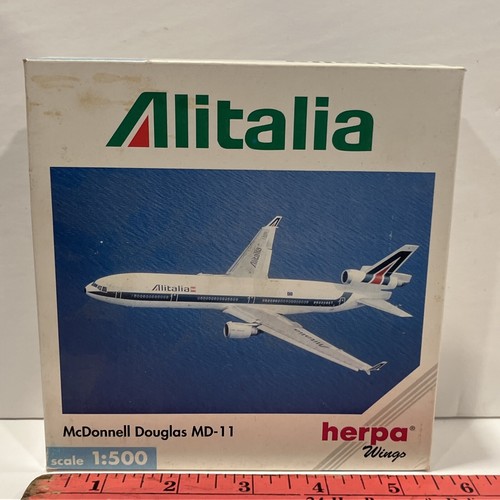 Alitalia
Alitalia
McDonnell Douglas MD-11
herpa®
Wings
scale 1:500
1 2 3 4 5 6